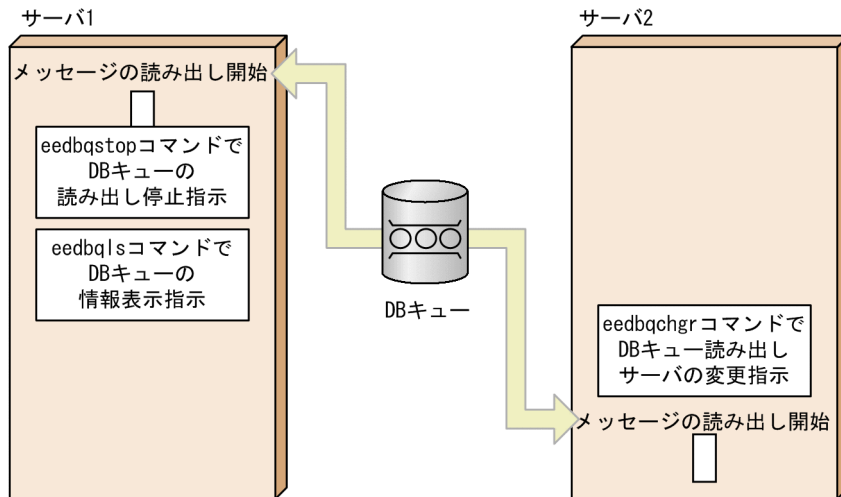 サーバ1
メッセージの読み出し開始
eedbqstopコマンドで
DBキューの
読み出し停止指示
eedbqlsコマンドで
DBキューの
情報表示指示
DBキュー
サーバ2
eedbqchgrコマンドで
DBキュー読み出し
サーバの変更指示
メッセージの読み出し開始